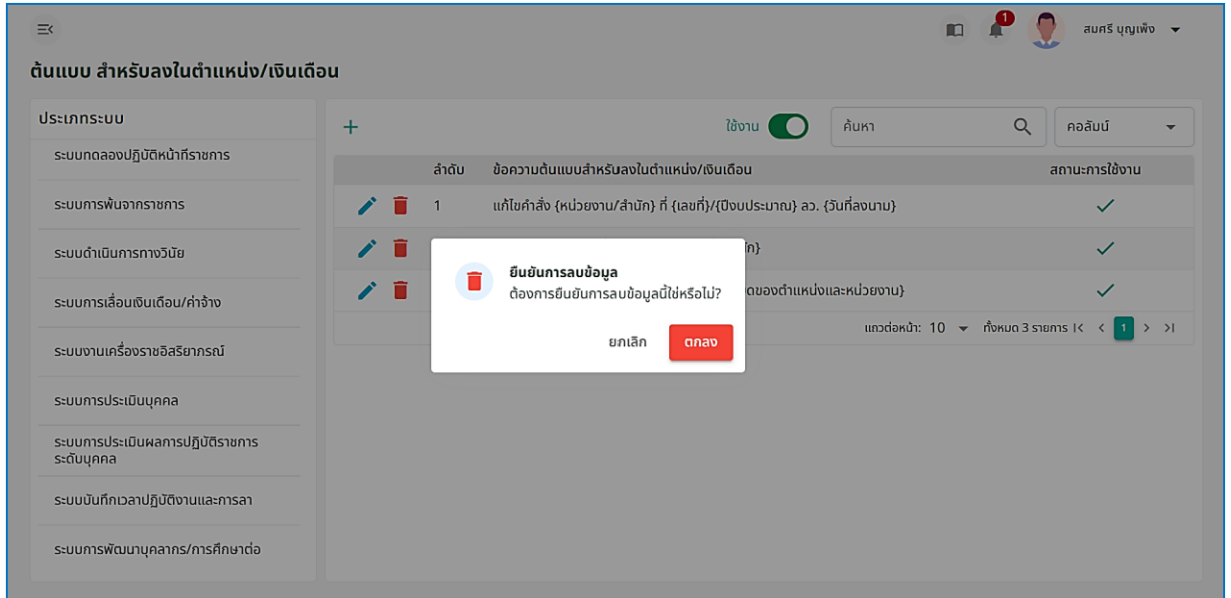 1
สมศรี บุญเพ็ง
ต้นแบบ สำหรับลงในตำแหน่ง/เงินเดือน
ประเภทระบบ
ใช้งาน
ค้นหา
คอลัมน์
ระบบทดลองปฏิบัติหน้าที่ราชการ
ระบบการพ้นจากราชการ
ระบบดำเนินการทางวินัย
ระบบการเลื่อนเงินเดือน/ค่าจ้าง
ระบบงานเครื่องราชอิสริยาภรณ์
ระบบการประเมินบุคคล
ระบบการประเมินผลการปฏิบัติราชการ
ระดับบุคคล
ระบบบันทึกเวลาปฏิบัติงานและการลา
ระบบการพัฒนาบุคลากร/การศึกษาต่อ
ลำดับ ข้อความต้นแบบสำหรับลงในตำแหน่ง/เงินเดือน สถานะการใช้งาน
1 แก้ไขคำสั่ง {หน่วยงาน/สำนัก} ที่ {เลขที่}/{ปีงบประมาณ} ลว. {วันที่ลงนาม}
ัก}
ดของตำแหน่งและหน่วยงาน}
แถวต่อหน้า: 10 ทั้งหมด 3 รายการ |< < 1 > >|
ยืนยันการลบข้อมูล
ต้องการยืนยันการลบข้อมูลนี้ใช่หรือไม่?
ยกเลิก ตกลง